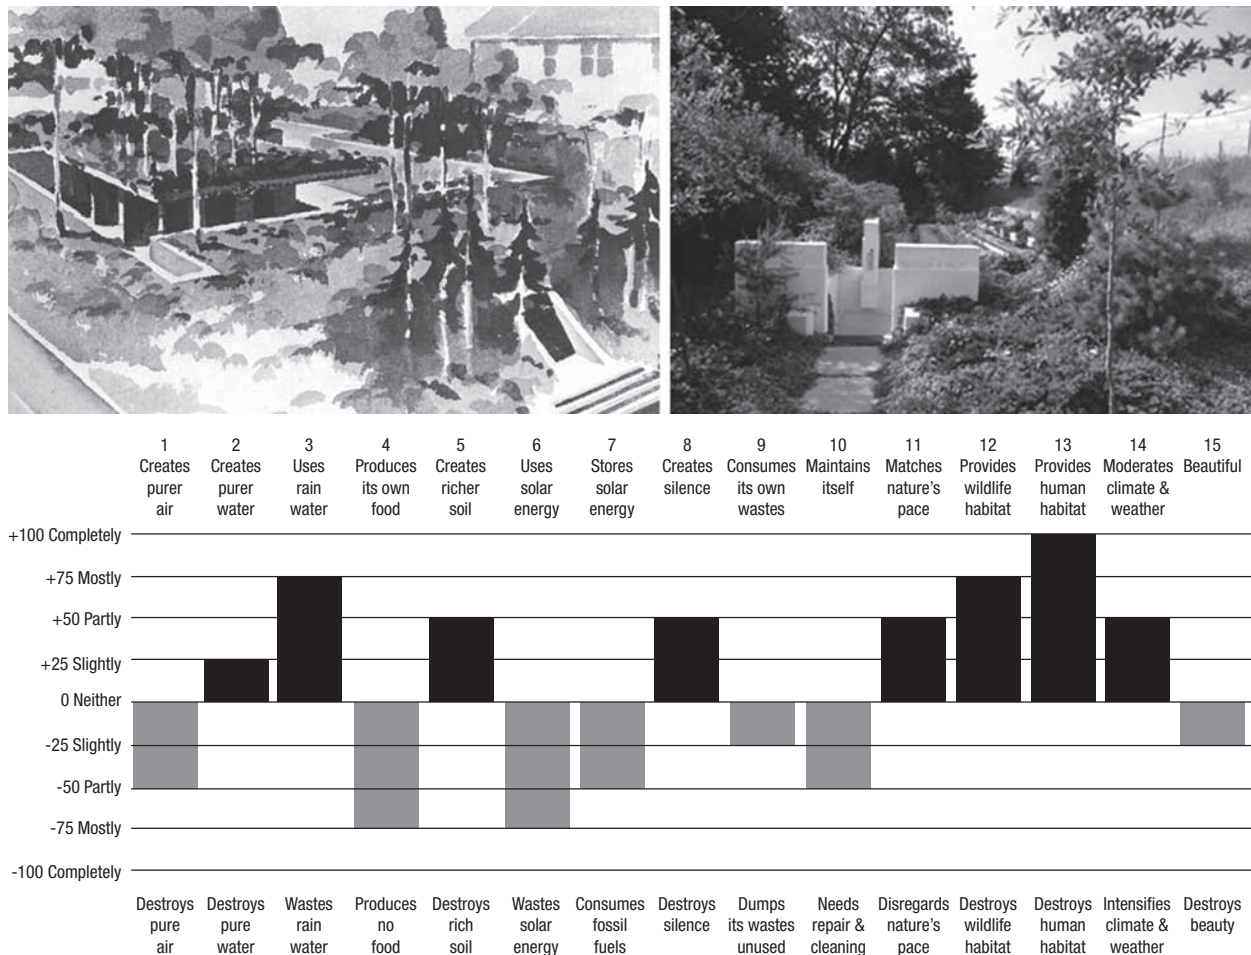 1 2 3 4 5 6 7 8 9 10 11 12 13 14 15
Creates Creates Uses Produces Creates Uses Stores Creates Consumes Maintains Matches Provides Provides Moderates Beautiful
purer purer rain its own richer solar solar silence its own itself nature's wildlife human climate &
air water water food soil energy energy wastes pace habitat habitat weather
+100 Completely
+75 Mostly
+50 Partly
+25 Slightly
0 Neither
-25 Slightly
-50 Partly
-75 Mostly
-100 Completely
Destroys Destroys Wastes Produces Destroys Wastes Consumes Destroys Dumps Needs Disregards Destroys Destroys Intensifies Destroys
pure pure rain no rich solar fossil silence its wastes repair & nature's wildlife human climate & beauty
air water water food soil energy fuels unused cleaning pace habitat habitat weather